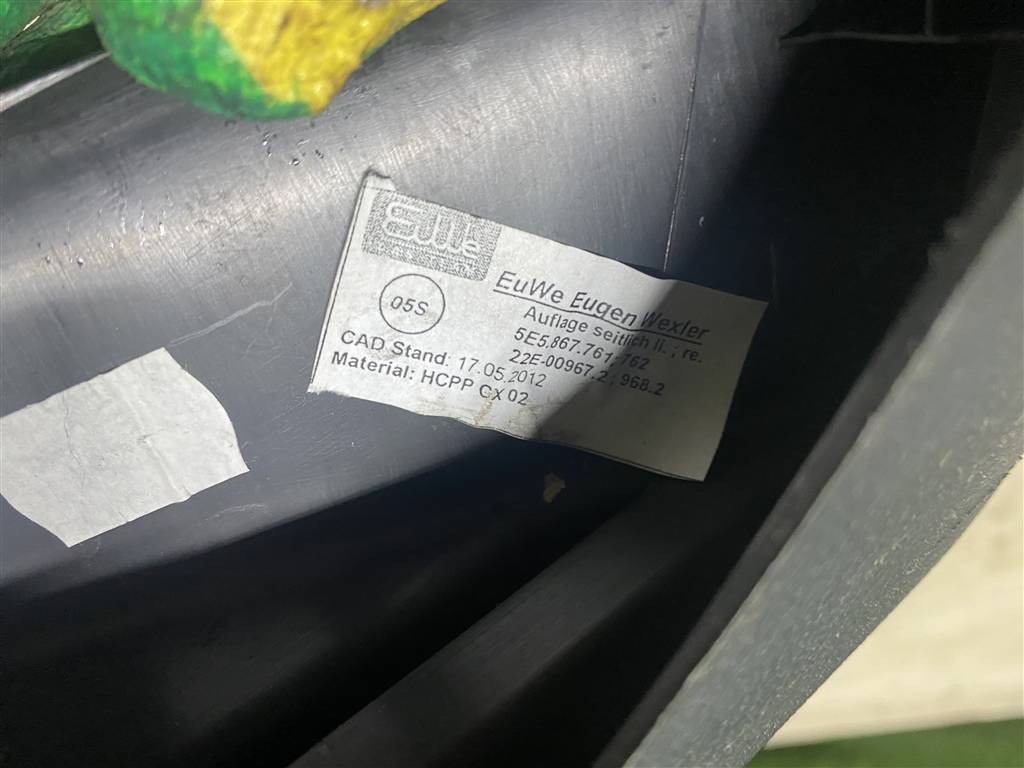 EuWe
EuWe Eugen Wexler
05S
Auflage seitlich li. ; re.
5E5.867.761; 762
22E-00967.2; 968.2
CAD Stand: 17.05.2012
Material: HCPP CX 02